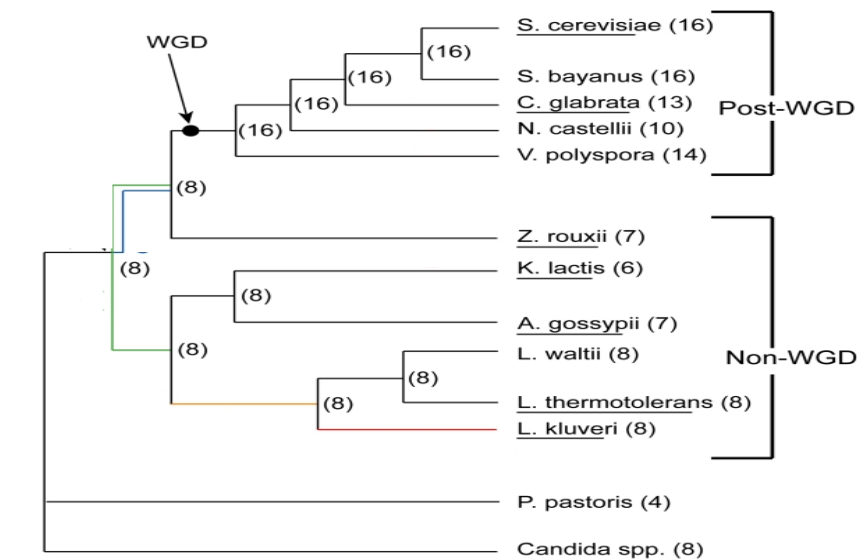 WGD
S. cerevisiae (16)
(16)
(16)
S. bayanus (16)
(16)
C. glabrata (13)
Post-WGD
(16)
N. castellii (10)
V. polyspora (14)
(8)
Z. rouxii (7)
(8)
K. lactis (6)
(8)
A. gossypii (7)
(8)
L. waltii (8)
Non-WGD
(8)
(8)
L. thermotolerans (8)
L. kluveri (8)
P. pastoris (4)
Candida spp. (8)